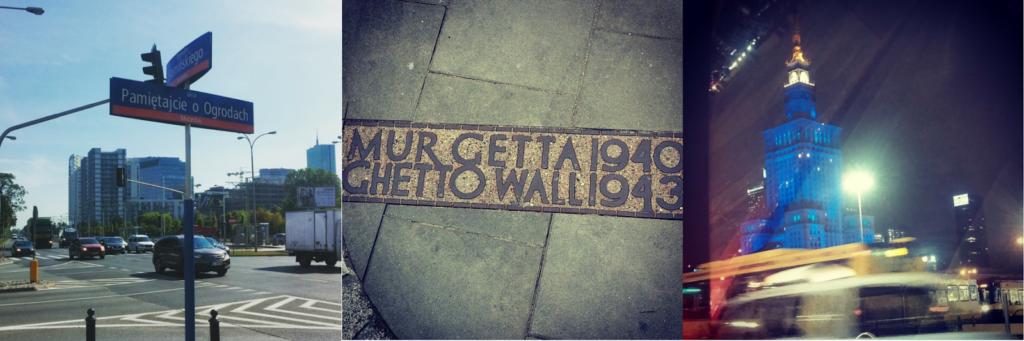 Pamiętajcie o Ogrodach
MUR GETTA 1940
GHETTO WALL 1943